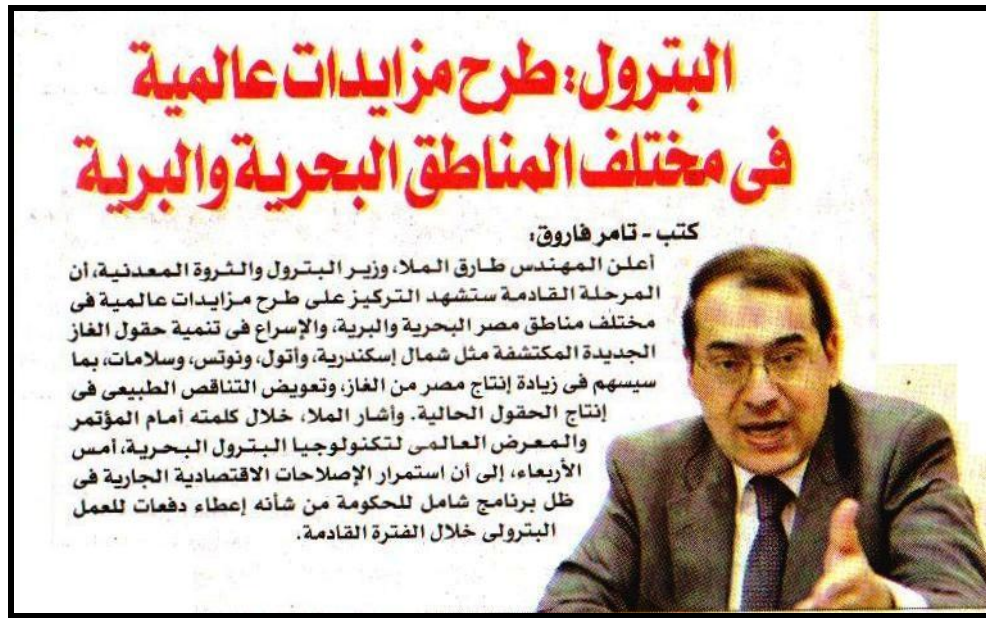 البترول: طرح مزايدات عالمية
فى مختلف المناطق البحرية والبرية
كتب - تامر فاروق:
أعلن المهندس طارق الملا، وزير البترول والثروة المعدنية، أن
المرحلة القادمة ستشهد التركيز على طرح مزايدات عالمية فى
مختلف مناطق مصر البحرية والبرية، والإسراع فى تنمية حقول الغاز
الجديدة المكتشفة مثل شمال إسكندرية، وأتول، ونوتس، وسلامات، بما
سيسهم فى زيادة إنتاج مصر من الغاز، وتعويض التناقص الطبيعى فى
إنتاج الحقول الحالية. وأشار الملا، خلال كلمته أمام المؤتمر
والمعرض العالمى لتكنولوجيا البترول البحرية، أمس
الأربعاء، إلى أن استمرار الإصلاحات الاقتصادية الجارية فى
ظل برنامج شامل للحكومة من شأنه إعطاء دفعات للعمل
البترولى خلال الفترة القادمة.